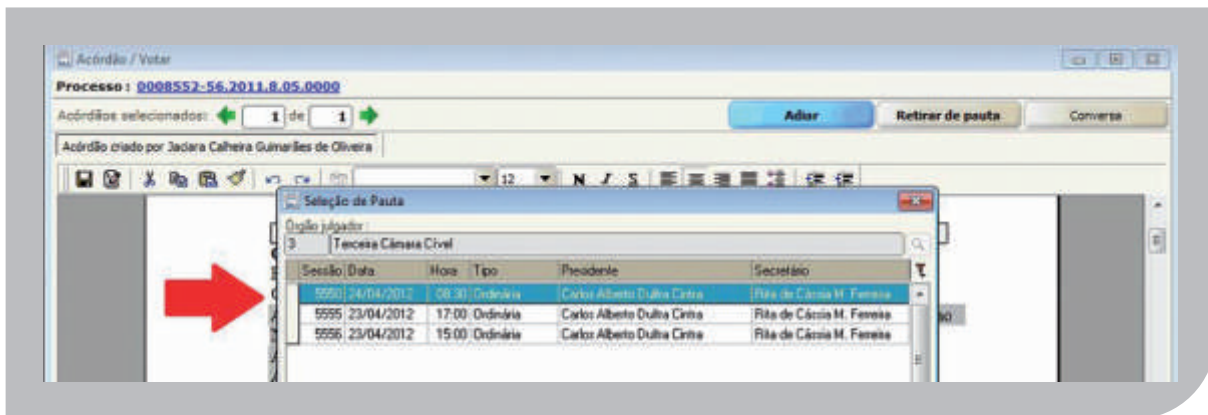 Acórdão / Votar
Processo : 0008552-56.2011.8.05.0000
Acórdãos selecionados: 1 de 1 Adiar Retirar de pauta Conversa
Acórdão criado por Jadara Calheira Guimarães de Oliveira
12 N I S
Seleção de Pauta
Órgão julgador :
3 Terceira Câmara Cível
Sessão Data Hora Tipo Presidente Secretário
5550 24/04/2012 08:30 Ordinária Carlos Alberto Dultra Cintra Rita de Cássia M. Ferreira
5555 23/04/2012 17:00 Ordinária Carlos Alberto Dultra Cintra Rita de Cássia M. Ferreira
5556 23/04/2012 15:00 Ordinária Carlos Alberto Dultra Cintra Rita de Cássia M. Ferreira